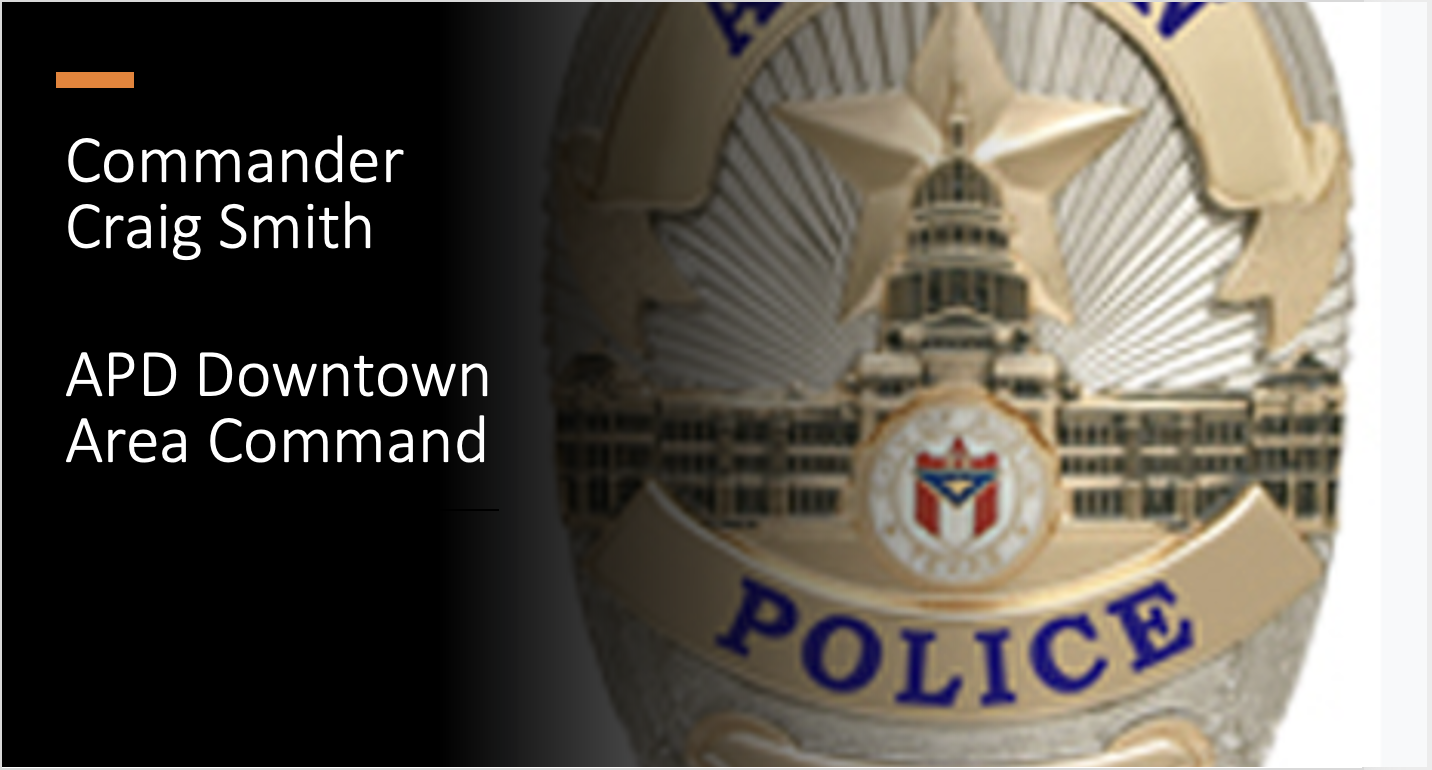 Commander
Craig Smith
APD Downtown
Area Command
POLICE